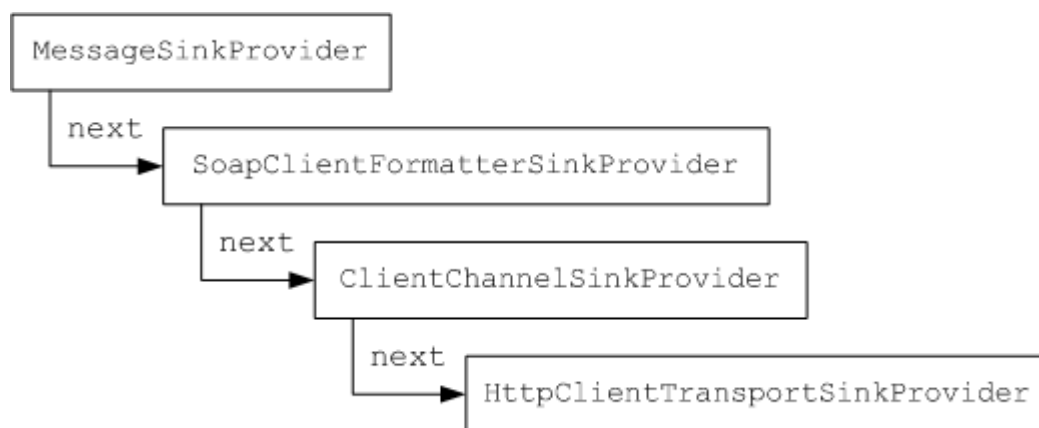 MessageSinkProvider
next
SoapClientFormatterSinkProvider
next
ClientChannelSinkProvider
next
HttpClientTransportSinkProvider